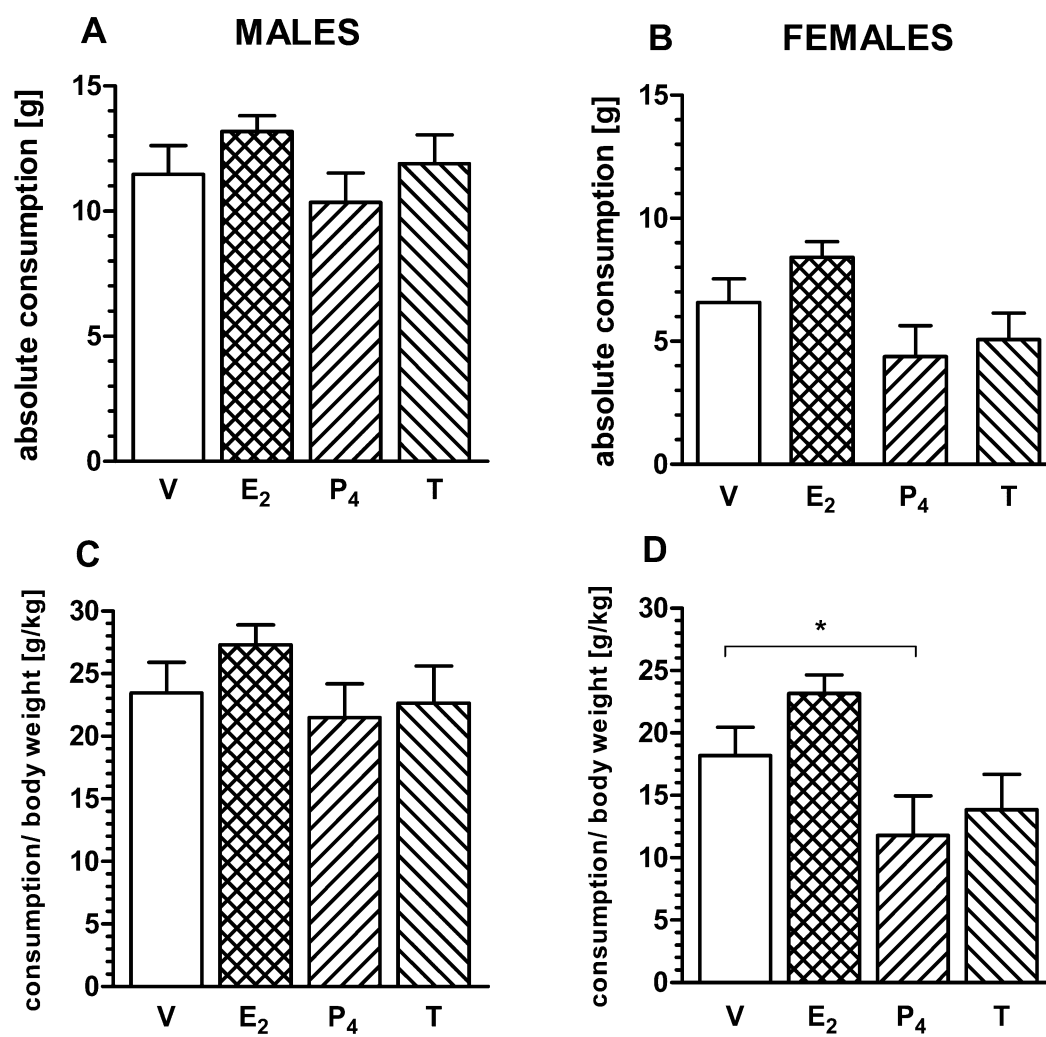 A MALES
absolute consumption [g]
15
10
5
0
V E₂ P₄ T
B FEMALES
absolute consumption [g]
15
10
5
0
V E₂ P₄ T
C
consumption/ body weight [g/kg]
30
25
20
15
10
5
0
V E₂ P₄ T
D
consumption/ body weight [g/kg]
30
25
20
15
10
5
0
*
V E₂ P₄ T